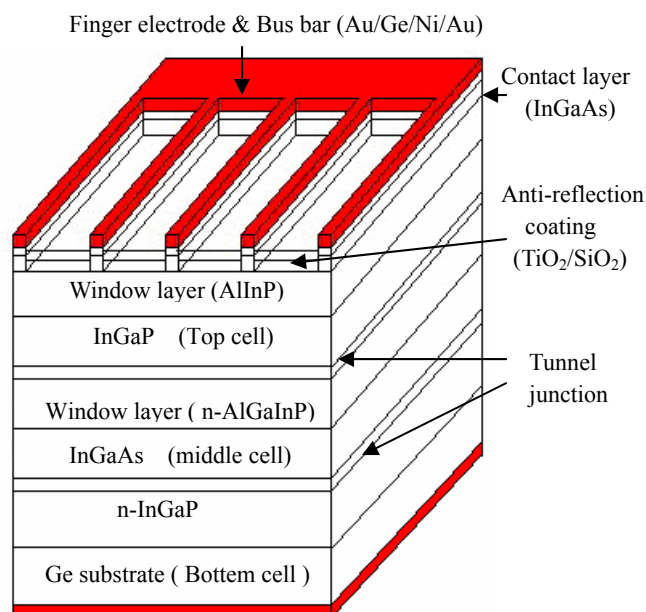 Finger electrode & Bus bar (Au/Ge/Ni/Au)
Contact layer
(InGaAs)
Anti-reflection
coating
(TiO₂/SiO₂)
Window layer (AlInP)
InGaP (Top cell)
Tunnel
junction
Window layer ( n-AlGaInP)
InGaAs (middle cell)
n-InGaP
Ge substrate ( Bottem cell )